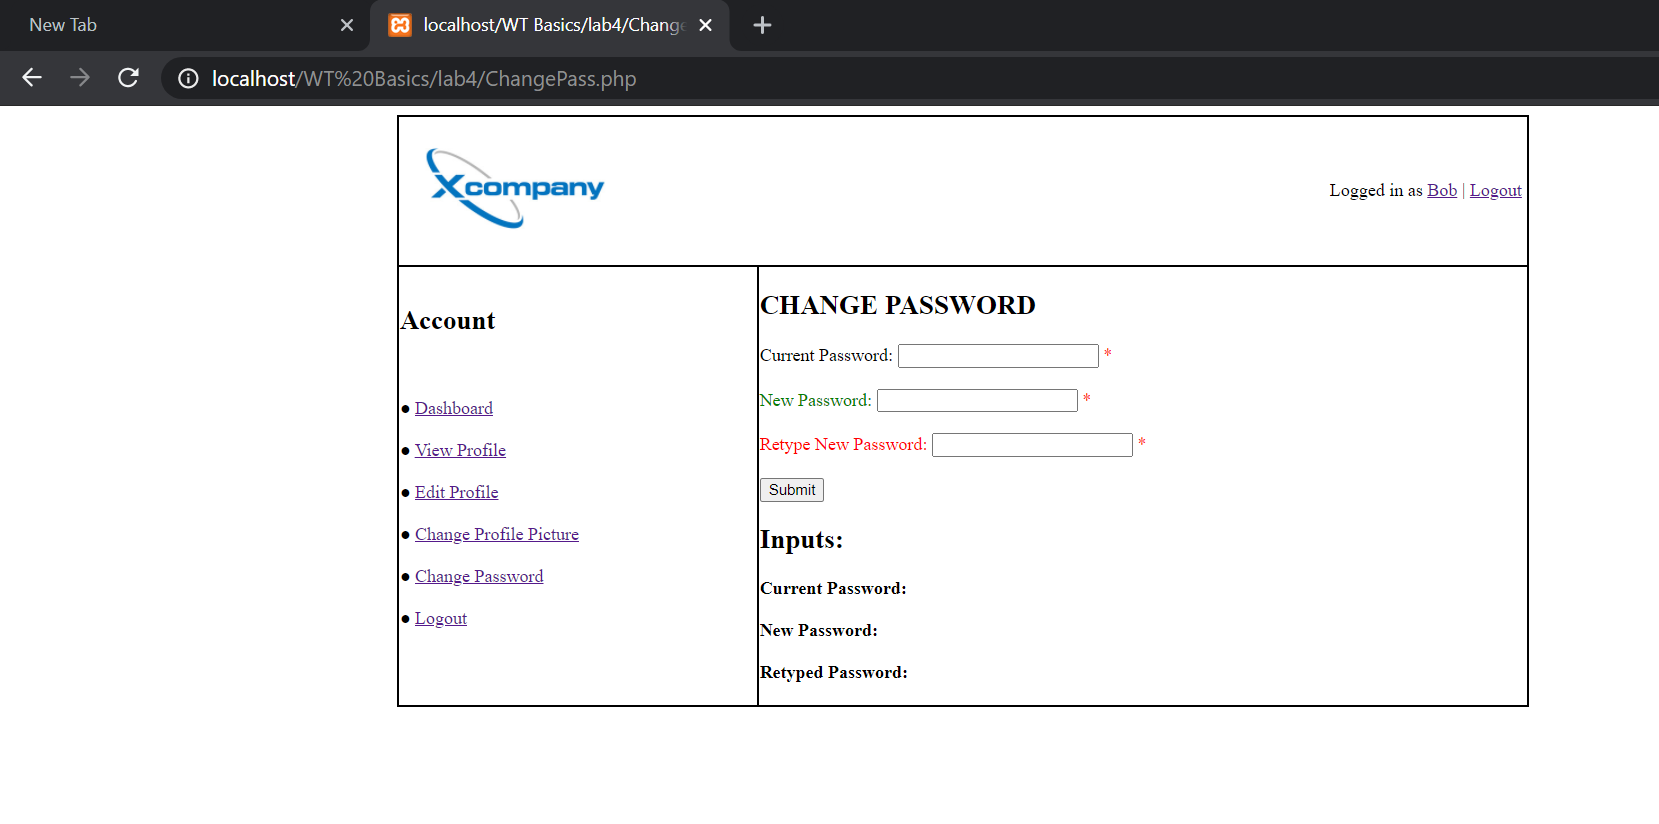 New Tab
localhost/WT Basics/lab4/Change
localhost/WT%20Basics/lab4/ChangePass.php
Xcompany
Logged in as Bob | Logout
Account
● Dashboard
● View Profile
● Edit Profile
● Change Profile Picture
● Change Password
● Logout
CHANGE PASSWORD
Current Password: *
New Password: *
Retype New Password: *
Submit
Inputs:
Current Password:
New Password:
Retyped Password: